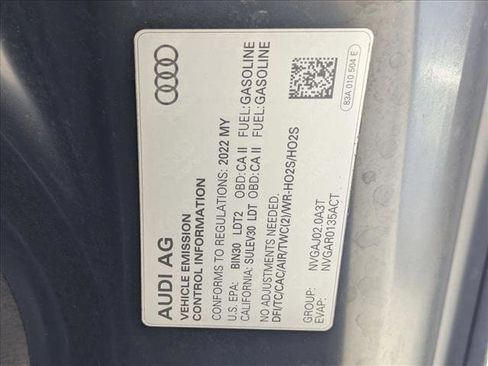 AUDI AG
VEHICLE EMISSION
CONTROL INFORMATION
CONFORMS TO REGULATIONS: 2022 MY
U.S. EPA: BIN30 LDT2 OBD:CA II FUEL:GASOLINE
CALIFORNIA: SULEV30 LDT OBD:CA II FUEL:GASOLINE
NO ADJUSTMENTS NEEDED.
DFI/TC/CAC/AIR/TWC(2)/WR-HO2S/HO2S
GROUP: NVGAJ02.0A3T
EVAP: NVGAR0135ACT
83A 010 504 E